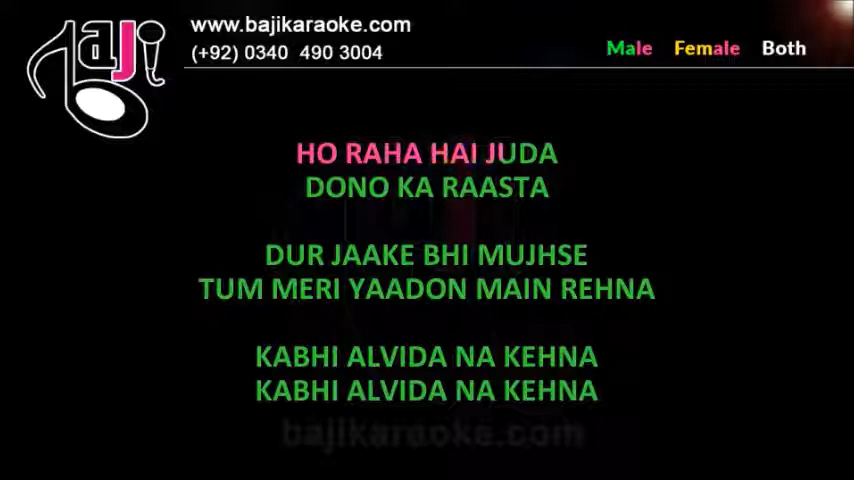 www.bajikaraoke.com
(+92) 0340 490 3004
Male Female Both
Baji
HO RAHA HAI JUDA
DONO KA RAASTA
DUR JAAKE BHI MUJHSE
TUM MERI YAADON MAIN REHNA
KABHI ALVIDA NA KEHNA
KABHI ALVIDA NA KEHNA
bajikaraoke.com